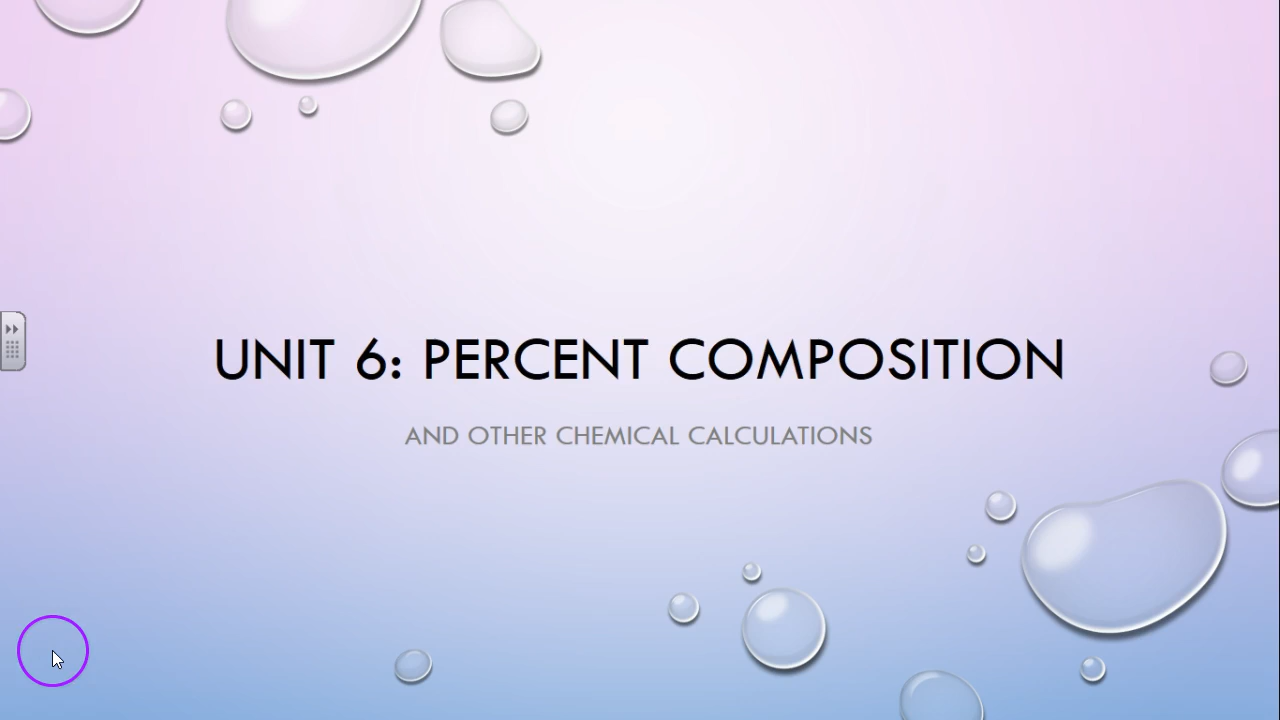 UNIT 6: PERCENT COMPOSITION
AND OTHER CHEMICAL CALCULATIONS